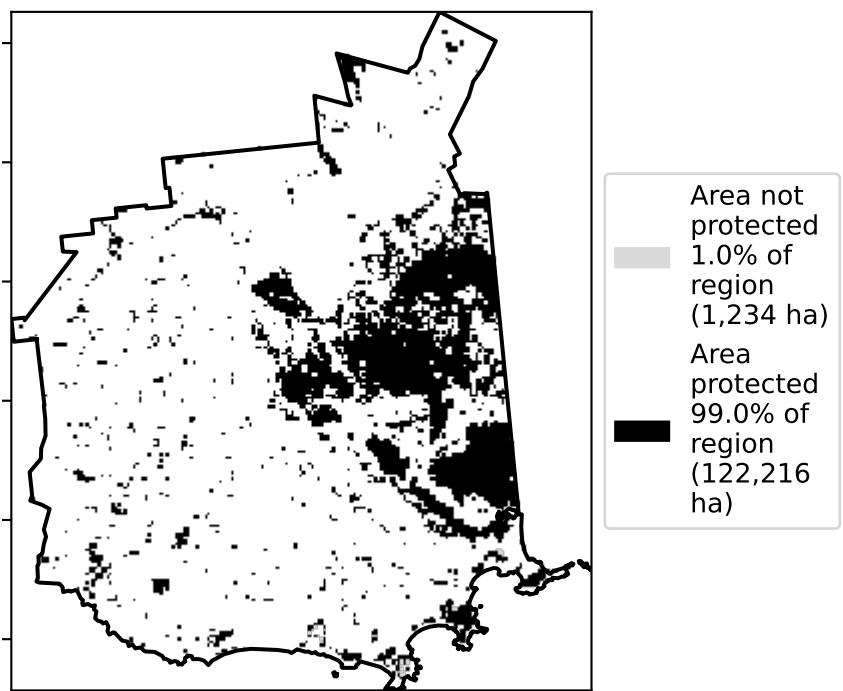 Area not
protected
1.0% of
region
(1,234 ha)
Area
protected
99.0% of
region
(122,216
ha)